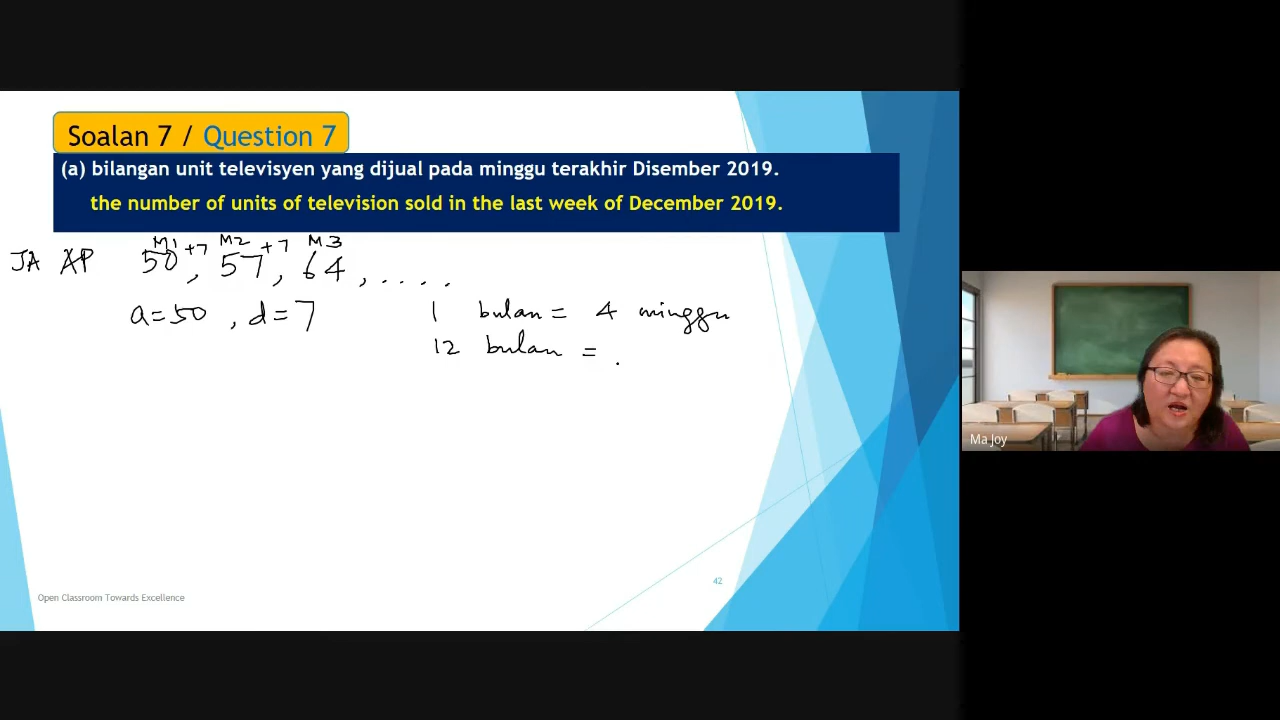 Soalan 7 / Question 7
(a) bilangan unit televisyen yang dijual pada minggu terakhir Disember 2019.
the number of units of television sold in the last week of December 2019.
M1 +7 M2 +7 M3
JA AP 50, 57, 64, ....
a=50, d=7
1 bulan = 4 minggu
12 bulan =
Ma Joy
42
Open Classroom Towards Excellence